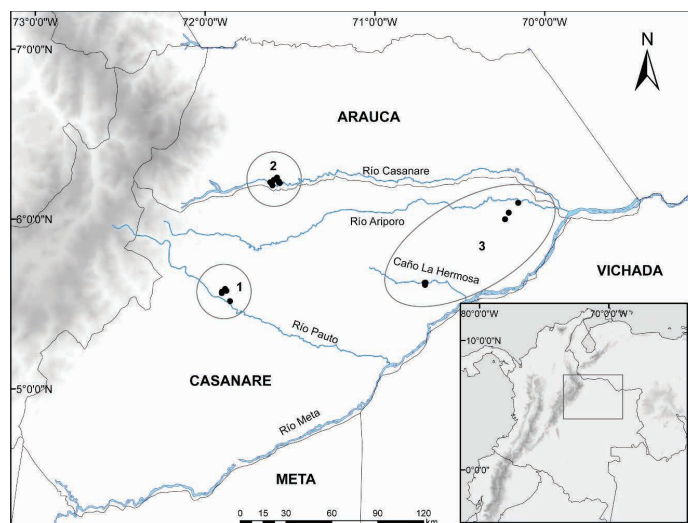 73°0'0"W 72°0'0"W 71°0'0"W 70°0'0"W
7°0'0"N
N
ARAUCA
2
Río Casanare
6°0'0"N
Río Ariporo
3
Caño La Hermosa
VICHADA
1
Río Pauto
80°0'0"W 70°0'0"W
10°0'0"N
5°0'0"N
CASANARE
Río Meta
META
0°0'0"N
0 15 30 60 90 120
km